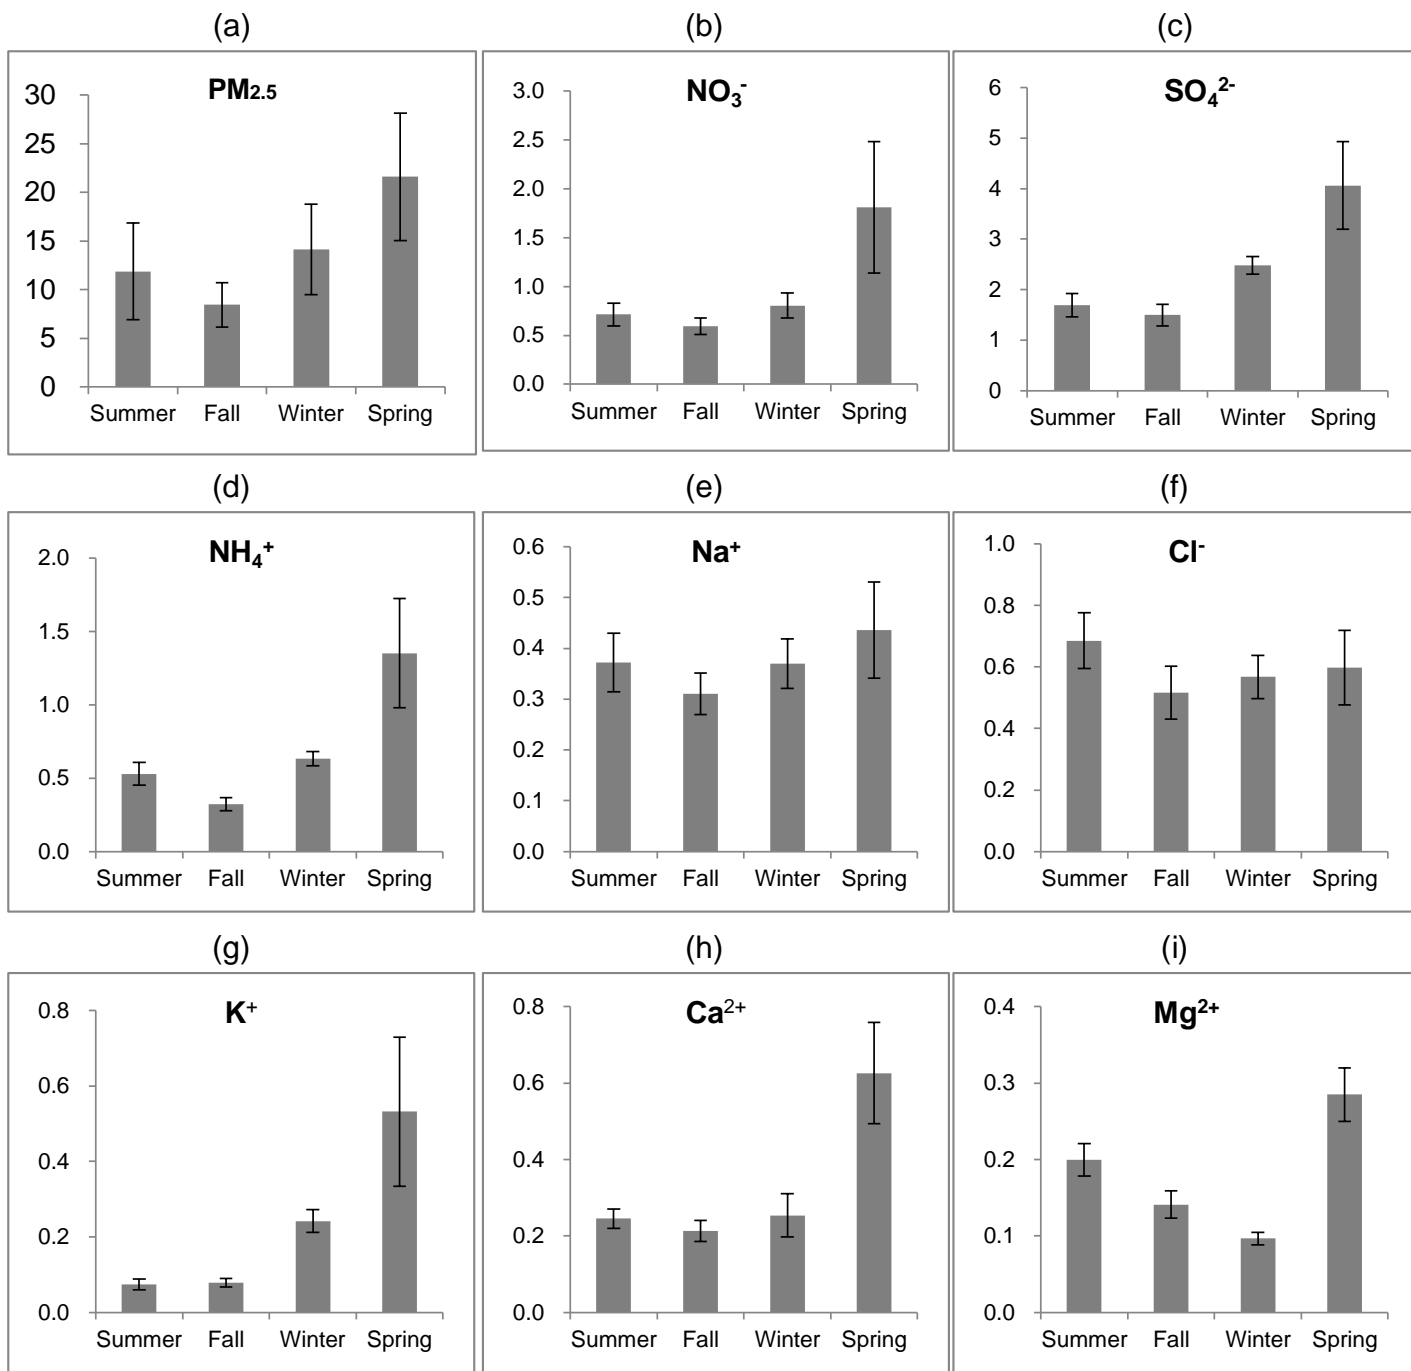 (a)
PM2.5
30
25
20
15
10
5
0
Summer Fall Winter Spring
(b)
NO₃⁻
3.0
2.5
2.0
1.5
1.0
0.5
0.0
Summer Fall Winter Spring
(c)
SO₄²⁻
6
5
4
3
2
1
0
Summer Fall Winter Spring
(d)
NH₄⁺
2.0
1.5
1.0
0.5
0.0
Summer Fall Winter Spring
(e)
Na⁺
0.6
0.5
0.4
0.3
0.2
0.1
0.0
Summer Fall Winter Spring
(f)
Cl⁻
1.0
0.8
0.6
0.4
0.2
0.0
Summer Fall Winter Spring
(g)
K⁺
0.8
0.6
0.4
0.2
0.0
Summer Fall Winter Spring
(h)
Ca²⁺
0.8
0.6
0.4
0.2
0.0
Summer Fall Winter Spring
(i)
Mg²⁺
0.4
0.3
0.2
0.1
0.0
Summer Fall Winter Spring